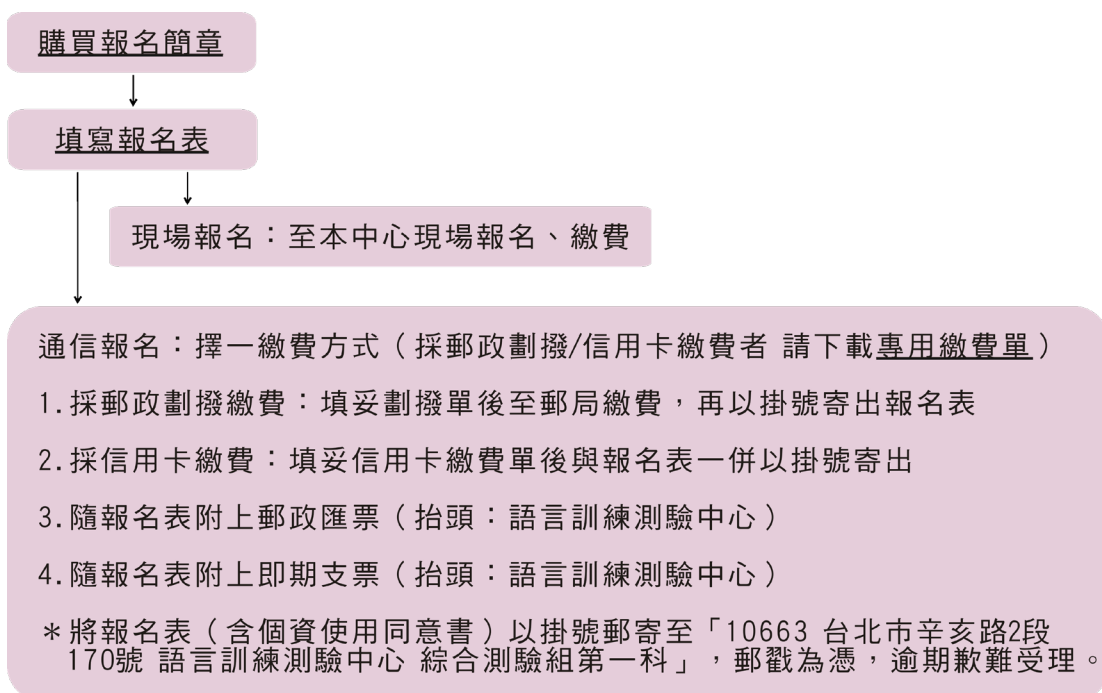 購買報名簡章
填寫報名表
現場報名：至本中心現場報名、繳費
通信報名：擇一繳費方式（採郵政劃撥/信用卡繳費者 請下載專用繳費單）
1.採郵政劃撥繳費：填妥劃撥單後至郵局繳費，再以掛號寄出報名表
2.採信用卡繳費：填妥信用卡繳費單後與報名表一併以掛號寄出
3.隨報名表附上郵政匯票（抬頭：語言訓練測驗中心）
4.隨報名表附上即期支票（抬頭：語言訓練測驗中心）
＊將報名表（含個資使用同意書）以掛號郵寄至「10663 台北市辛亥路2段
170號 語言訓練測驗中心 綜合測驗組第一科」，郵戳為憑，逾期歉難受理。